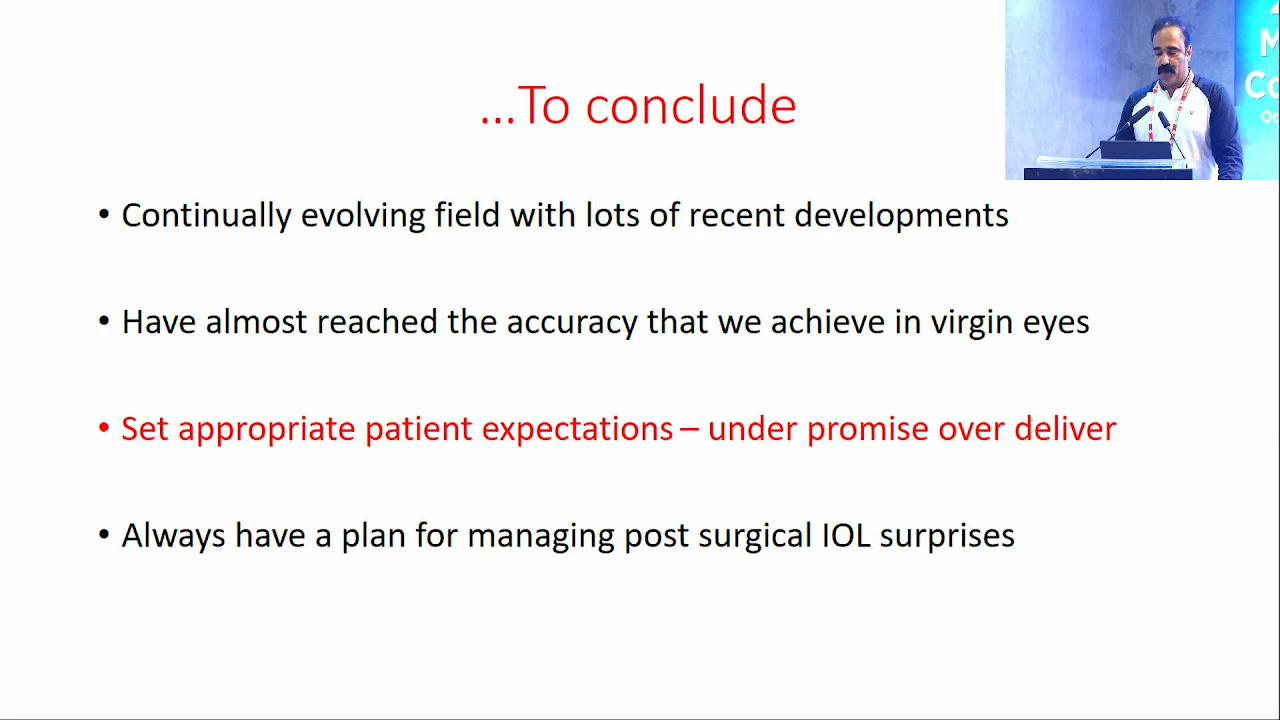 ...To conclude
• Continually evolving field with lots of recent developments
• Have almost reached the accuracy that we achieve in virgin eyes
• Set appropriate patient expectations – under promise over deliver
• Always have a plan for managing post surgical IOL surprises